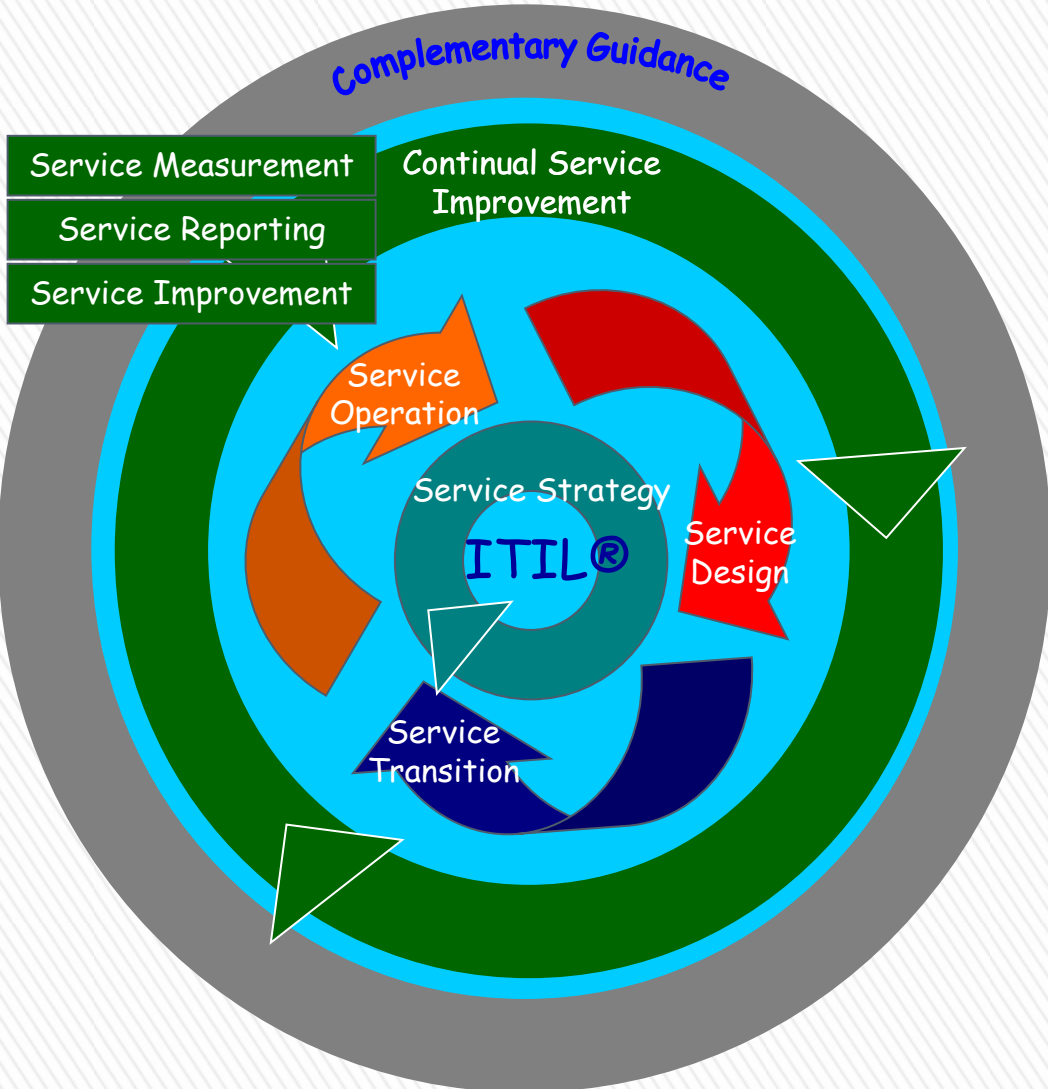 Complementary Guidance
Service Measurement
Service Reporting
Service Improvement
Continual Service
Improvement
Service
Operation
Service Strategy
ITIL®
Service
Design
Service
Transition